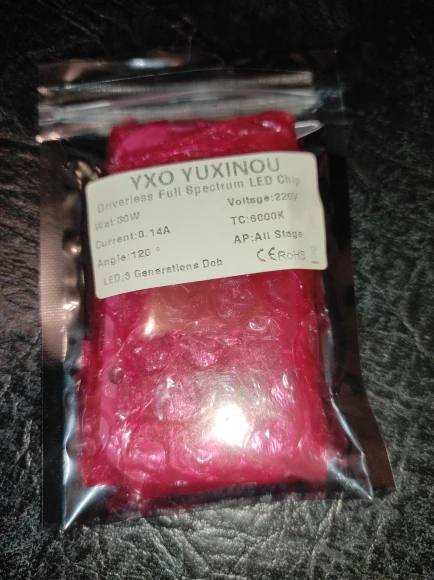 YXO YUXINOU
Driverless Full Spectrum LED Chip
Wat:30W
Voltage:220V
Current:0.14A
TC:6000K
Angle:120°
AP:All Stage
LED:3 Generations Dob
CE RoHS